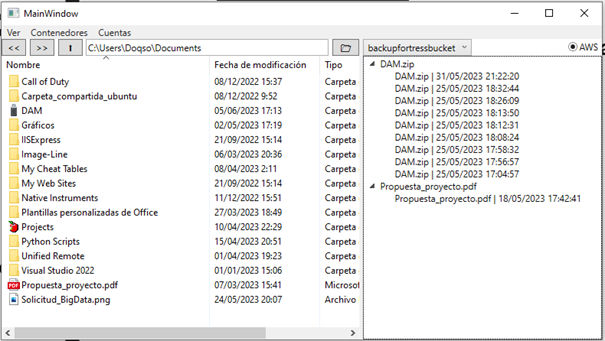 MainWindow
Ver Contenedores Cuentas
<< >> ⬆ C:\Users\Doqso\Documents backupfortressbucket AWS
Nombre Fecha de modificación Tipo
Call of Duty 08/12/2022 15:37 Carpeta
Carpeta_compartida_ubuntu 08/12/2022 9:52 Carpeta
DAM 05/06/2023 17:13 Carpeta
Gráficos 02/05/2023 17:19 Carpeta
IISExpress 21/09/2022 15:14 Carpeta
Image-Line 06/03/2023 20:36 Carpeta
My Cheat Tables 08/04/2023 2:11 Carpeta
My Web Sites 21/09/2022 15:14 Carpeta
Native Instruments 11/12/2022 15:51 Carpeta
Plantillas personalizadas de Office 27/03/2023 18:49 Carpeta
Projects 10/04/2023 22:29 Carpeta
Python Scripts 15/04/2023 20:51 Carpeta
Unified Remote 01/04/2023 19:23 Carpeta
Visual Studio 2022 01/01/2023 15:06 Carpeta
Propuesta_proyecto.pdf 07/03/2023 15:41 Microsof
Solicitud_BigData.png 24/05/2023 20:07 Archivo
DAM.zip
DAM.zip | 31/05/2023 21:22:20
DAM.zip | 25/05/2023 18:32:44
DAM.zip | 25/05/2023 18:26:09
DAM.zip | 25/05/2023 18:13:50
DAM.zip | 25/05/2023 18:12:31
DAM.zip | 25/05/2023 18:08:24
DAM.zip | 25/05/2023 17:58:32
DAM.zip | 25/05/2023 17:56:57
DAM.zip | 25/05/2023 17:04:57
Propuesta_proyecto.pdf
Propuesta_proyecto.pdf | 18/05/2023 17:42:41